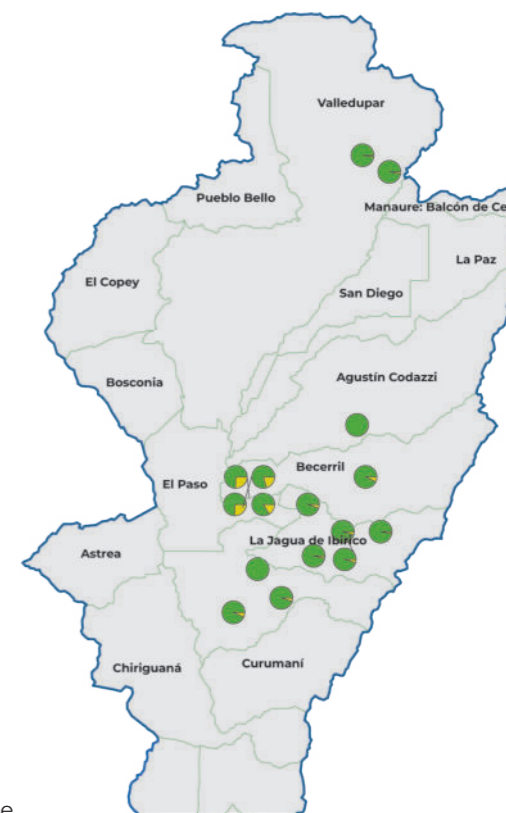 Valledupar
Pueblo Bello
Manaure: Balcón de Ce
La Paz
El Copey
San Diego
Bosconia
Agustín Codazzi
Becerril
El Paso
La Jagua de Ibirico
Astrea
Chiriguaná
Curumaní
e